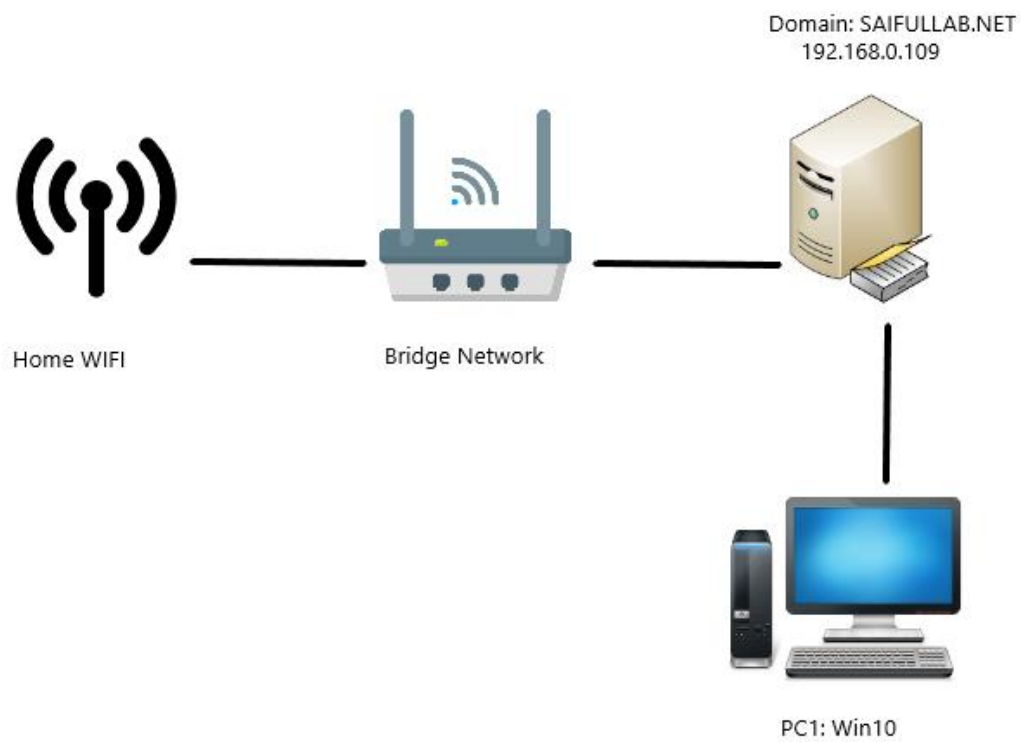 Domain: SAIFULLAB.NET
192.168.0.109
Home WIFI
Bridge Network
PC1: Win10